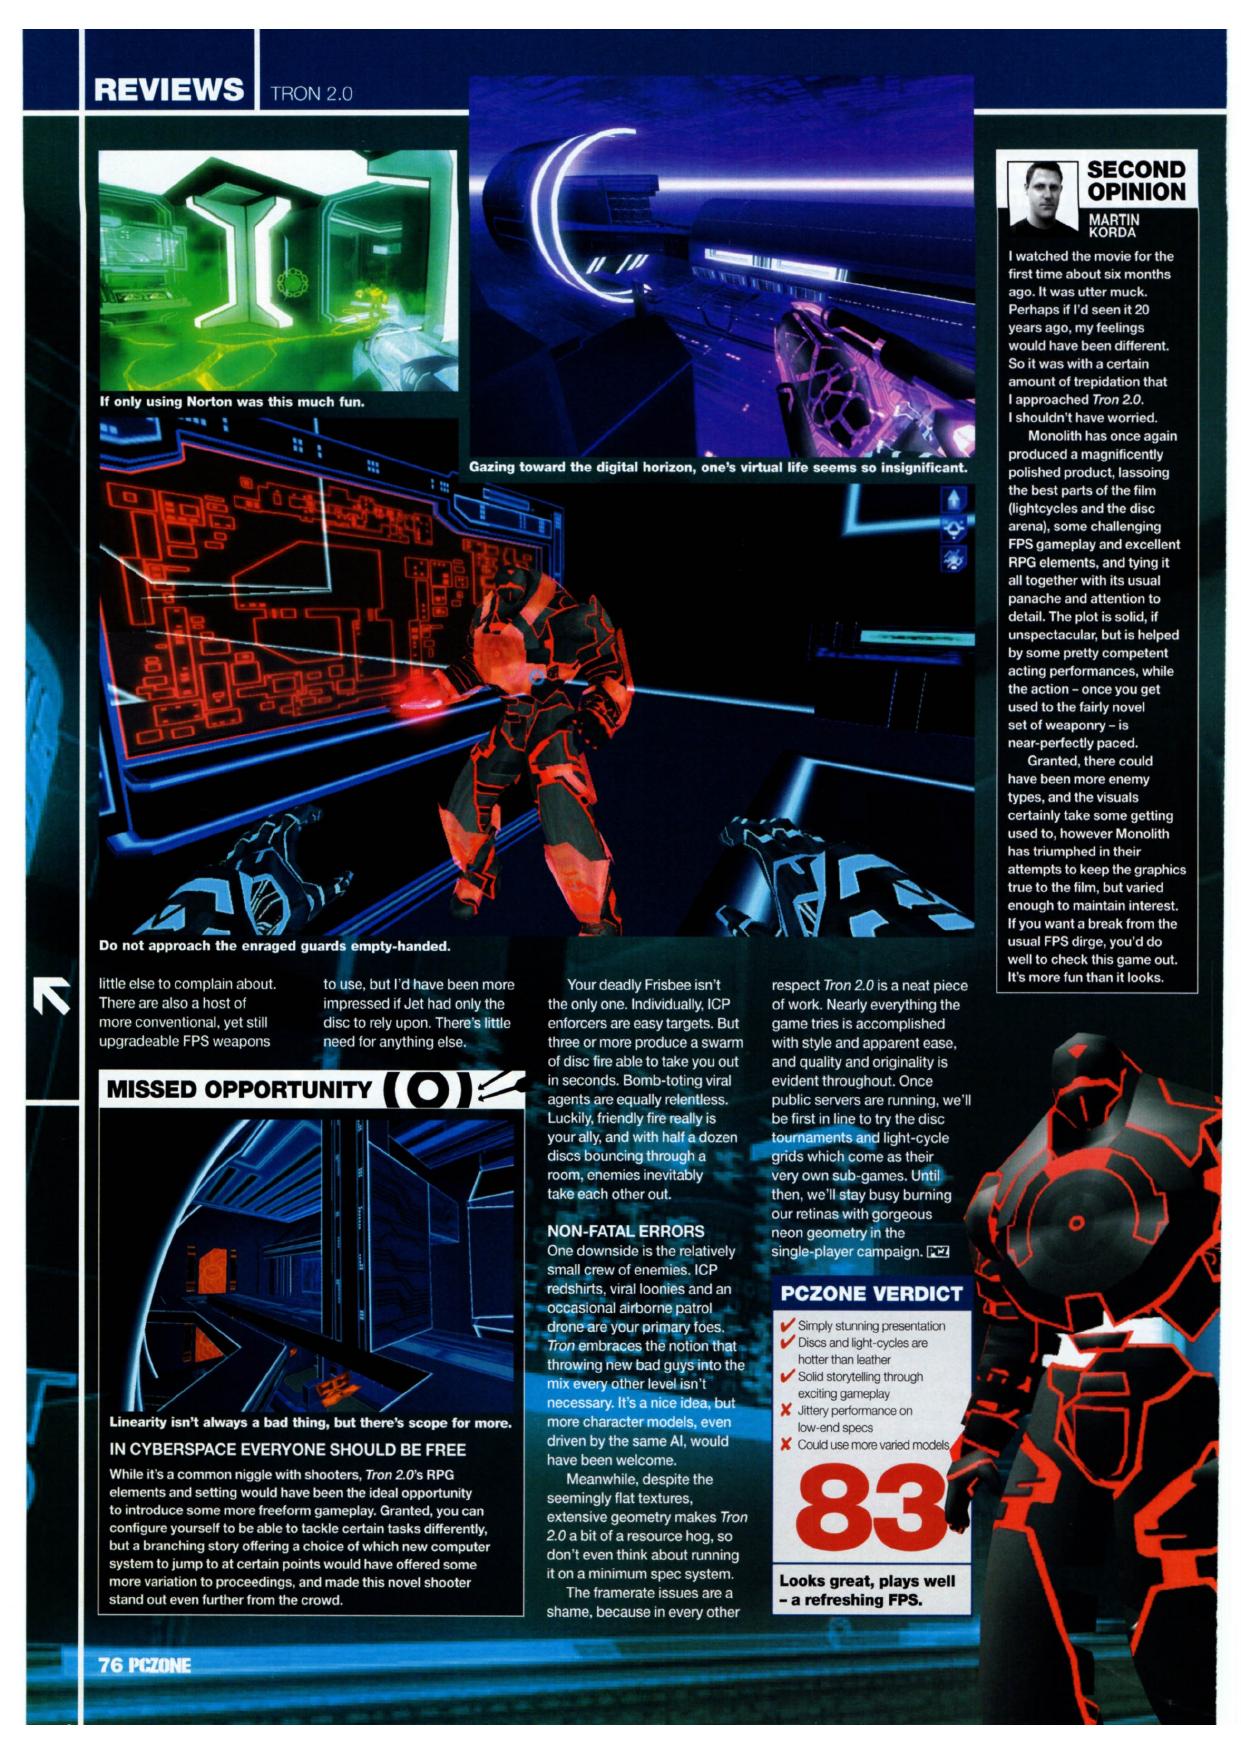 REVIEWS
TRON 2.0
If only using Norton was this much fun.
Gazing toward the digital horizon, one's virtual life seems so insignificant.
Do not approach the enraged guards empty-handed.
little else to complain about.
There are also a host of
more conventional, yet still
upgradeable FPS weapons
to use, but I'd have been more
impressed if Jet had only the
disc to rely upon. There's little
need for anything else.
MISSED OPPORTUNITY
Linearity isn't always a bad thing, but there's scope for more.
IN CYBERSPACE EVERYONE SHOULD BE FREE
While it's a common niggle with shooters, Tron 2.0's RPG
elements and setting would have been the ideal opportunity
to introduce some more freeform gameplay. Granted, you can
configure yourself to be able to tackle certain tasks differently,
but a branching story offering a choice of which new computer
system to jump to at certain points would have offered some
more variation to proceedings, and made this novel shooter
stand out even further from the crowd.
Your deadly Frisbee isn't
the only one. Individually, ICP
enforcers are easy targets. But
three or more produce a swarm
of disc fire able to take you out
in seconds. Bomb-toting viral
agents are equally relentless.
Luckily, friendly fire really is
your ally, and with half a dozen
discs bouncing through a
room, enemies inevitably
take each other out.
NON-FATAL ERRORS
One downside is the relatively
small crew of enemies. ICP
redshirts, viral loonies and an
occasional airborne patrol
drone are your primary foes.
Tron embraces the notion that
throwing new bad guys into the
mix every other level isn't
necessary. It's a nice idea, but
more character models, even
driven by the same AI, would
have been welcome.
Meanwhile, despite the
seemingly flat textures,
extensive geometry makes Tron
2.0 a bit of a resource hog, so
don't even think about running
it on a minimum spec system.
The framerate issues are a
shame, because in every other
respect Tron 2.0 is a neat piece
of work. Nearly everything the
game tries is accomplished
with style and apparent ease,
and quality and originality is
evident throughout. Once
public servers are running, we'll
be first in line to try the disc
tournaments and light-cycle
grids which come as their
very own sub-games. Until
then, we'll stay busy burning
our retinas with gorgeous
neon geometry in the
single-player campaign. PCZ
PCZONE VERDICT
✓ Simply stunning presentation
✓ Discs and light-cycles are
hotter than leather
✓ Solid storytelling through
exciting gameplay
✗ Jittery performance on
low-end specs
✗ Could use more varied models
83
Looks great, plays well
– a refreshing FPS.
SECOND
OPINION
MARTIN
KORDA
I watched the movie for the
first time about six months
ago. It was utter muck.
Perhaps if I'd seen it 20
years ago, my feelings
would have been different.
So it was with a certain
amount of trepidation that
I approached Tron 2.0.
I shouldn't have worried.
Monolith has once again
produced a magnificently
polished product, lassoing
the best parts of the film
(lightcycles and the disc
arena), some challenging
FPS gameplay and excellent
RPG elements, and tying it
all together with its usual
panache and attention to
detail. The plot is solid, if
unspectacular, but is helped
by some pretty competent
acting performances, while
the action – once you get
used to the fairly novel
set of weaponry – is
near-perfectly paced.
Granted, there could
have been more enemy
types, and the visuals
certainly take some getting
used to, however Monolith
has triumphed in their
attempts to keep the graphics
true to the film, but varied
enough to maintain interest.
If you want a break from the
usual FPS dirge, you'd do
well to check this game out.
It's more fun than it looks.
76 PCZONE